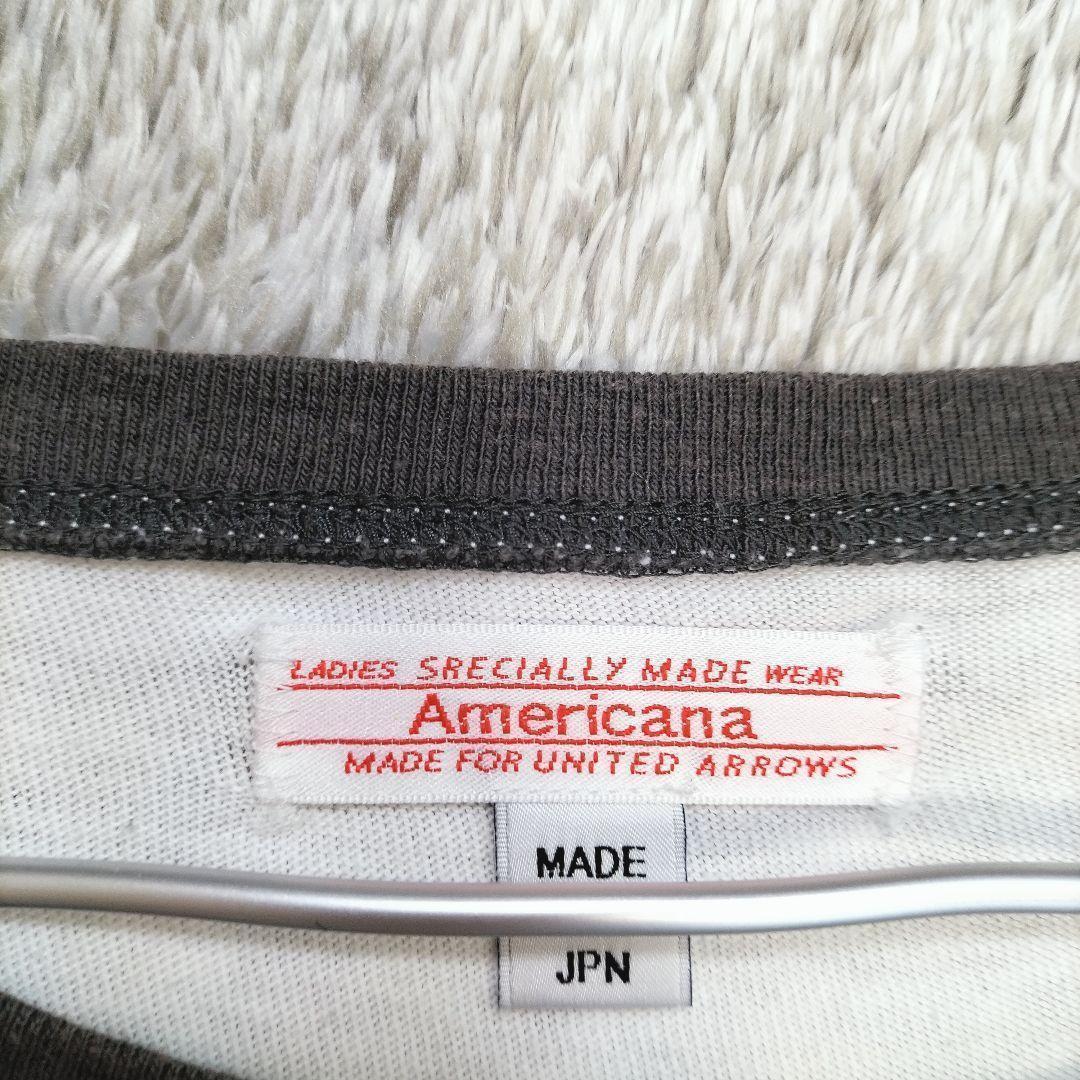 LADIES SRECIALLY MADE WEAR
Americana
MADE FOR UNITED ARROWS
MADE
JPN